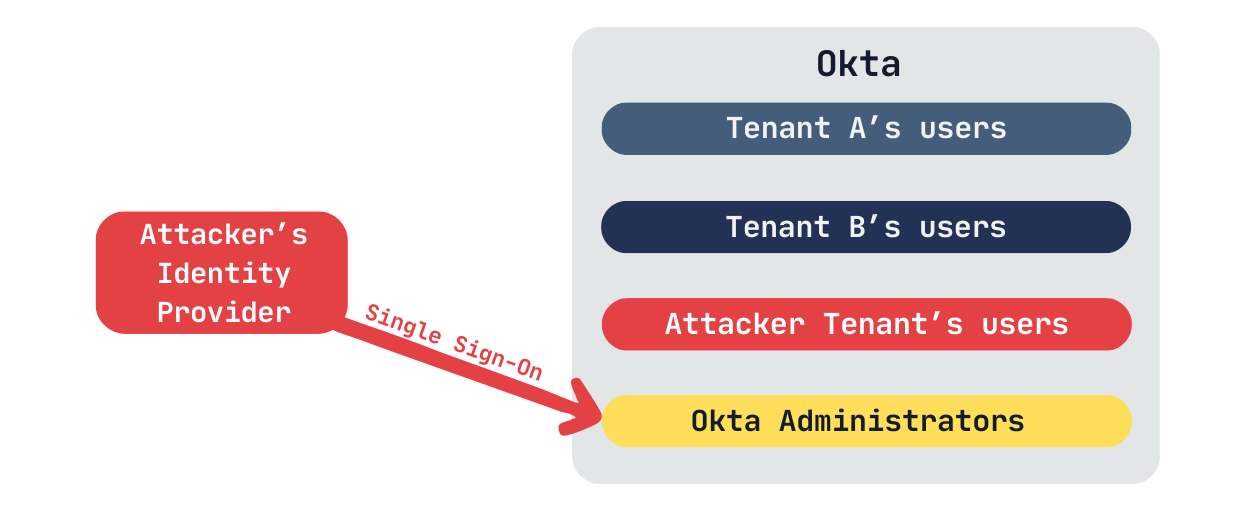 Okta
Tenant A’s users
Tenant B’s users
Attacker’s
Identity
Provider
Single Sign-On
Attacker Tenant’s users
Okta Administrators